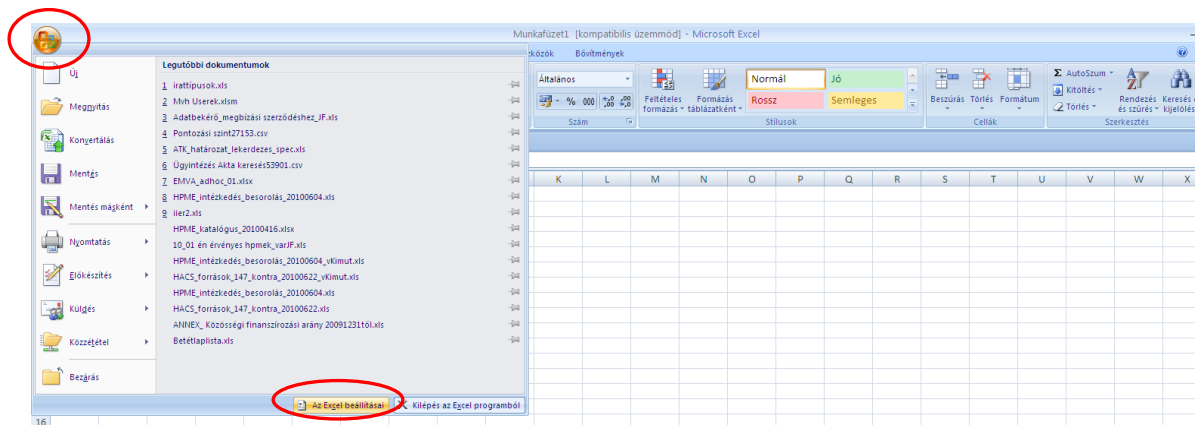 Munkafüzet1 [kompatibilis üzemmód] - Microsoft Excel
Bővítmények
Új
Megnyitás
Konvertálás
Mentés
Mentés másként
Nyomtatás
Előkészítés
Küldés
Közzététel
Bezárás
Legutóbbi dokumentumok
1 irattípusok.xls
2 Mvh Userek.xlsm
3 Adatbekérő_megbízási szerződéshez_JF.xls
4 Pontozási szint27153.csv
5 ATK_határozat_lekerdezes_spec.xls
6 Ügyintézés Akta keresés53901.csv
7 EMVA_adhoc_01.xlsx
8 HPME_intézkedés_besorolás_20100604.xls
9 iier2.xls
HPME_katalógus_20100416.xlsx
10_01 én érvényes hpmek_varJF.xls
HPME_intézkedés_besorolás_20100604_vKimut.xls
HACS_források_147_kontra_20100622_vKimut.xls
HPME_intézkedés_besorolás_20100604.xls
HACS_források_147_kontra_20100622.xls
ANNEX_ Közösségi finanszírozási arány 20091231től.xls
Betétlaplista.xls
Az Excel beállításai
Kilépés az Excel programból
Általános
% 000
Szám
Feltételes formázás
Formázás táblázatként
Normál
Jó
Rossz
Semleges
Stílusok
Beszúrás
Törlés
Formátum
Cellák
Σ AutoSzum
Kitöltés
Törlés
Rendezés és szűrés
Keresés
kijelölés
Szerkesztés
K L M N O P Q R S T U V W X
16